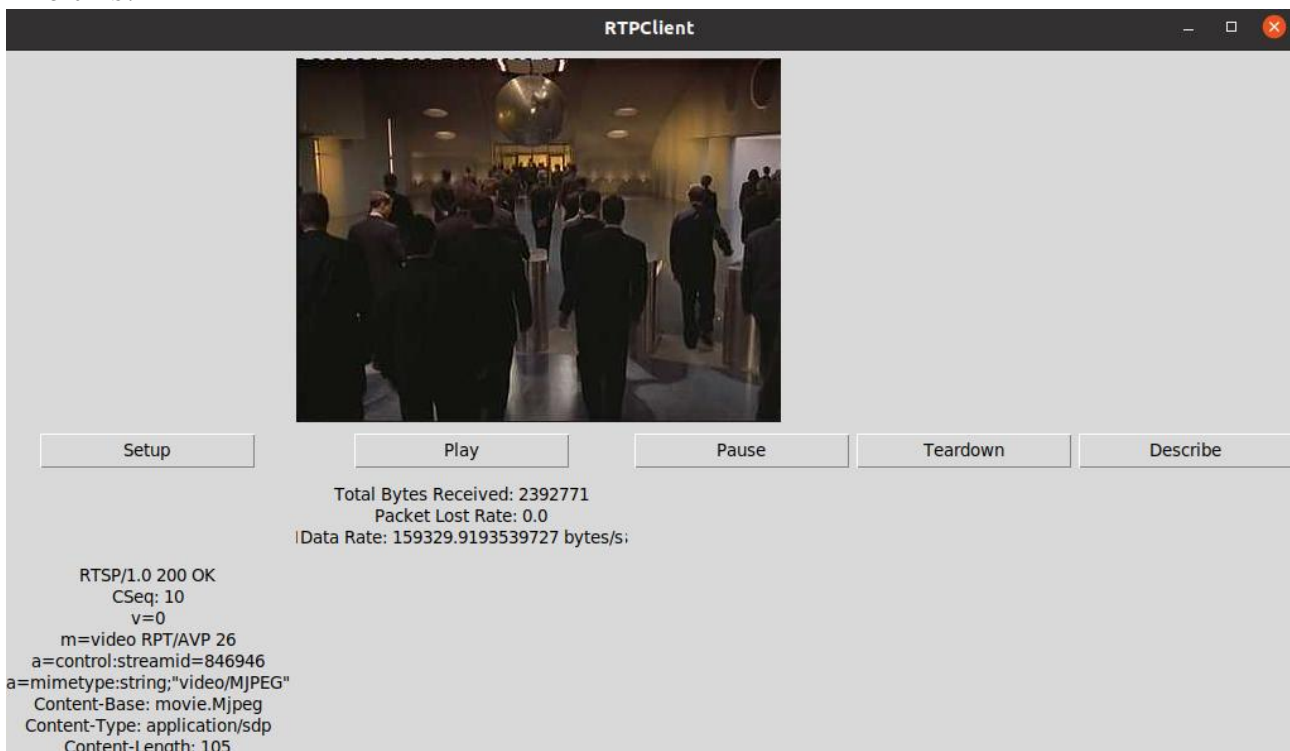 RTPClient
Setup Play Pause Teardown Describe
Total Bytes Received: 2392771
Packet Lost Rate: 0.0
Data Rate: 159329.9193539727 bytes/s
RTSP/1.0 200 OK
CSeq: 10
v=0
m=video RPT/AVP 26
a=control:streamid=846946
a=mimetype:string;"video/MJPEG"
Content-Base: movie.Mjpeg
Content-Type: application/sdp
Content-Length: 105